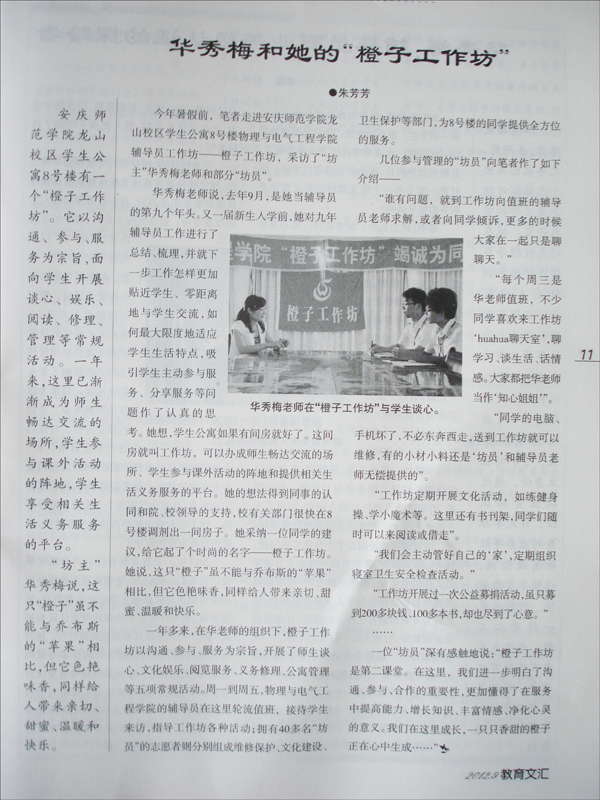 华秀梅和她的“橙子工作坊”
●朱芳芳
安庆师
范学院龙山
校区学生公
寓8号楼有一
个“橙子工作
坊”。它以沟
通、参与、服
务为宗旨，面
向学生开展
谈心、娱乐、
阅读、修理、
管理等常规
活动。一年
来，这里已渐
渐成为师生
畅达交流的
场所，学生参
与课外活动
的阵地，学生
享受相关生
活义务服务
的平台。
“坊主”
华秀梅说，这
只“橙子”虽不
能与乔布斯
的“苹果”相
比，但它色艳
味香，同样给
人带来亲切、
甜蜜、温暖和
快乐。
今年暑假前，笔者走进安庆师范学院龙
山校区学生公寓8号楼物理与电气工程学院
辅导员工作坊——橙子工作坊，采访了“坊
主”华秀梅老师和部分“坊员”。
华秀梅老师说，去年9月，是她当辅导员
的第九个年头。又一届新生入学前，她对九年
辅导员工作进行了
总结、梳理，并就下
一步工作怎样更加
贴近学生、零距离
地与学生交流，如
何最大限度地适应
学生生活特点，吸
引学生主动参与服
务、分享服务等问
题作了认真的思
考。她想，学生公寓如果有间房就好了。这间
房就叫工作坊，可以办成师生畅达交流的场
所、学生参与课外活动的阵地和提供相关生
活义务服务的平台。她的想法得到同事的认
同和院、校领导的支持，校有关部门很快在8
号楼调剂出一间房子。她采纳一位同学的建
议，给它起了个时尚的名字——橙子工作坊。
她说，这只“橙子”虽不能与乔布斯的“苹果”
相比，但它色艳味香，同样给人带来亲切、甜
蜜、温暖和快乐。
一年多来，在华老师的组织下，橙子工作
坊以沟通、参与、服务为宗旨，开展了师生谈
心、文化娱乐、阅览服务、义务修理、公寓管理
等五项常规活动。周一到周五，物理与电气工
程学院的辅导员在这里轮流值班，接待学生
来访，指导工作坊各种活动；拥有40多名“坊
员”的志愿者则分别组成维修保护、文化建设、
卫生保护等部门，为8号楼的同学提供全方位
的服务。
几位参与管理的“坊员”向笔者作了如下
介绍——
“谁有问题，就到工作坊向值班的辅导
员老师求解，或者向同学倾诉，更多的时候
大家在一起只是聊
聊天。”
“每个周三是
华老师值班，不少
同学喜欢来工作坊
‘huahua聊天室’，聊
学习、谈生活、话情
感。大家都把华老师
当作‘知心姐姐’”。
“同学的电脑、
手机坏了，不必东奔西走，送到工作坊就可以
维修，有的小材小料还是‘坊员’和辅导员老
师无偿提供的”。
“工作坊定期开展文化活动，如练健身
操、学小魔术等。这里还有书刊架，同学们随
时可以来阅读或借走”。
“我们会主动管好自己的‘家’，定期组织
寝室卫生安全检查活动。”
“工作坊开展过一次公益募捐活动，虽只募
到200多块钱、100多本书，却也尽到了心意。”
……
一位“坊员”深有感触地说；“橙子工作坊
是第二课堂。在这里，我们进一步明白了沟
通、参与、合作的重要性，更加懂得了在服务
中提高能力、增长知识、丰富情感、净化心灵
的意义。我们在这里成长，一只只香甜的橙子
正在心中生成……”
程学院“橙子工作坊”竭诚为同
橙子工作坊
华秀梅老师在“橙子工作坊”与学生谈心。
11
2012.9 教育文汇